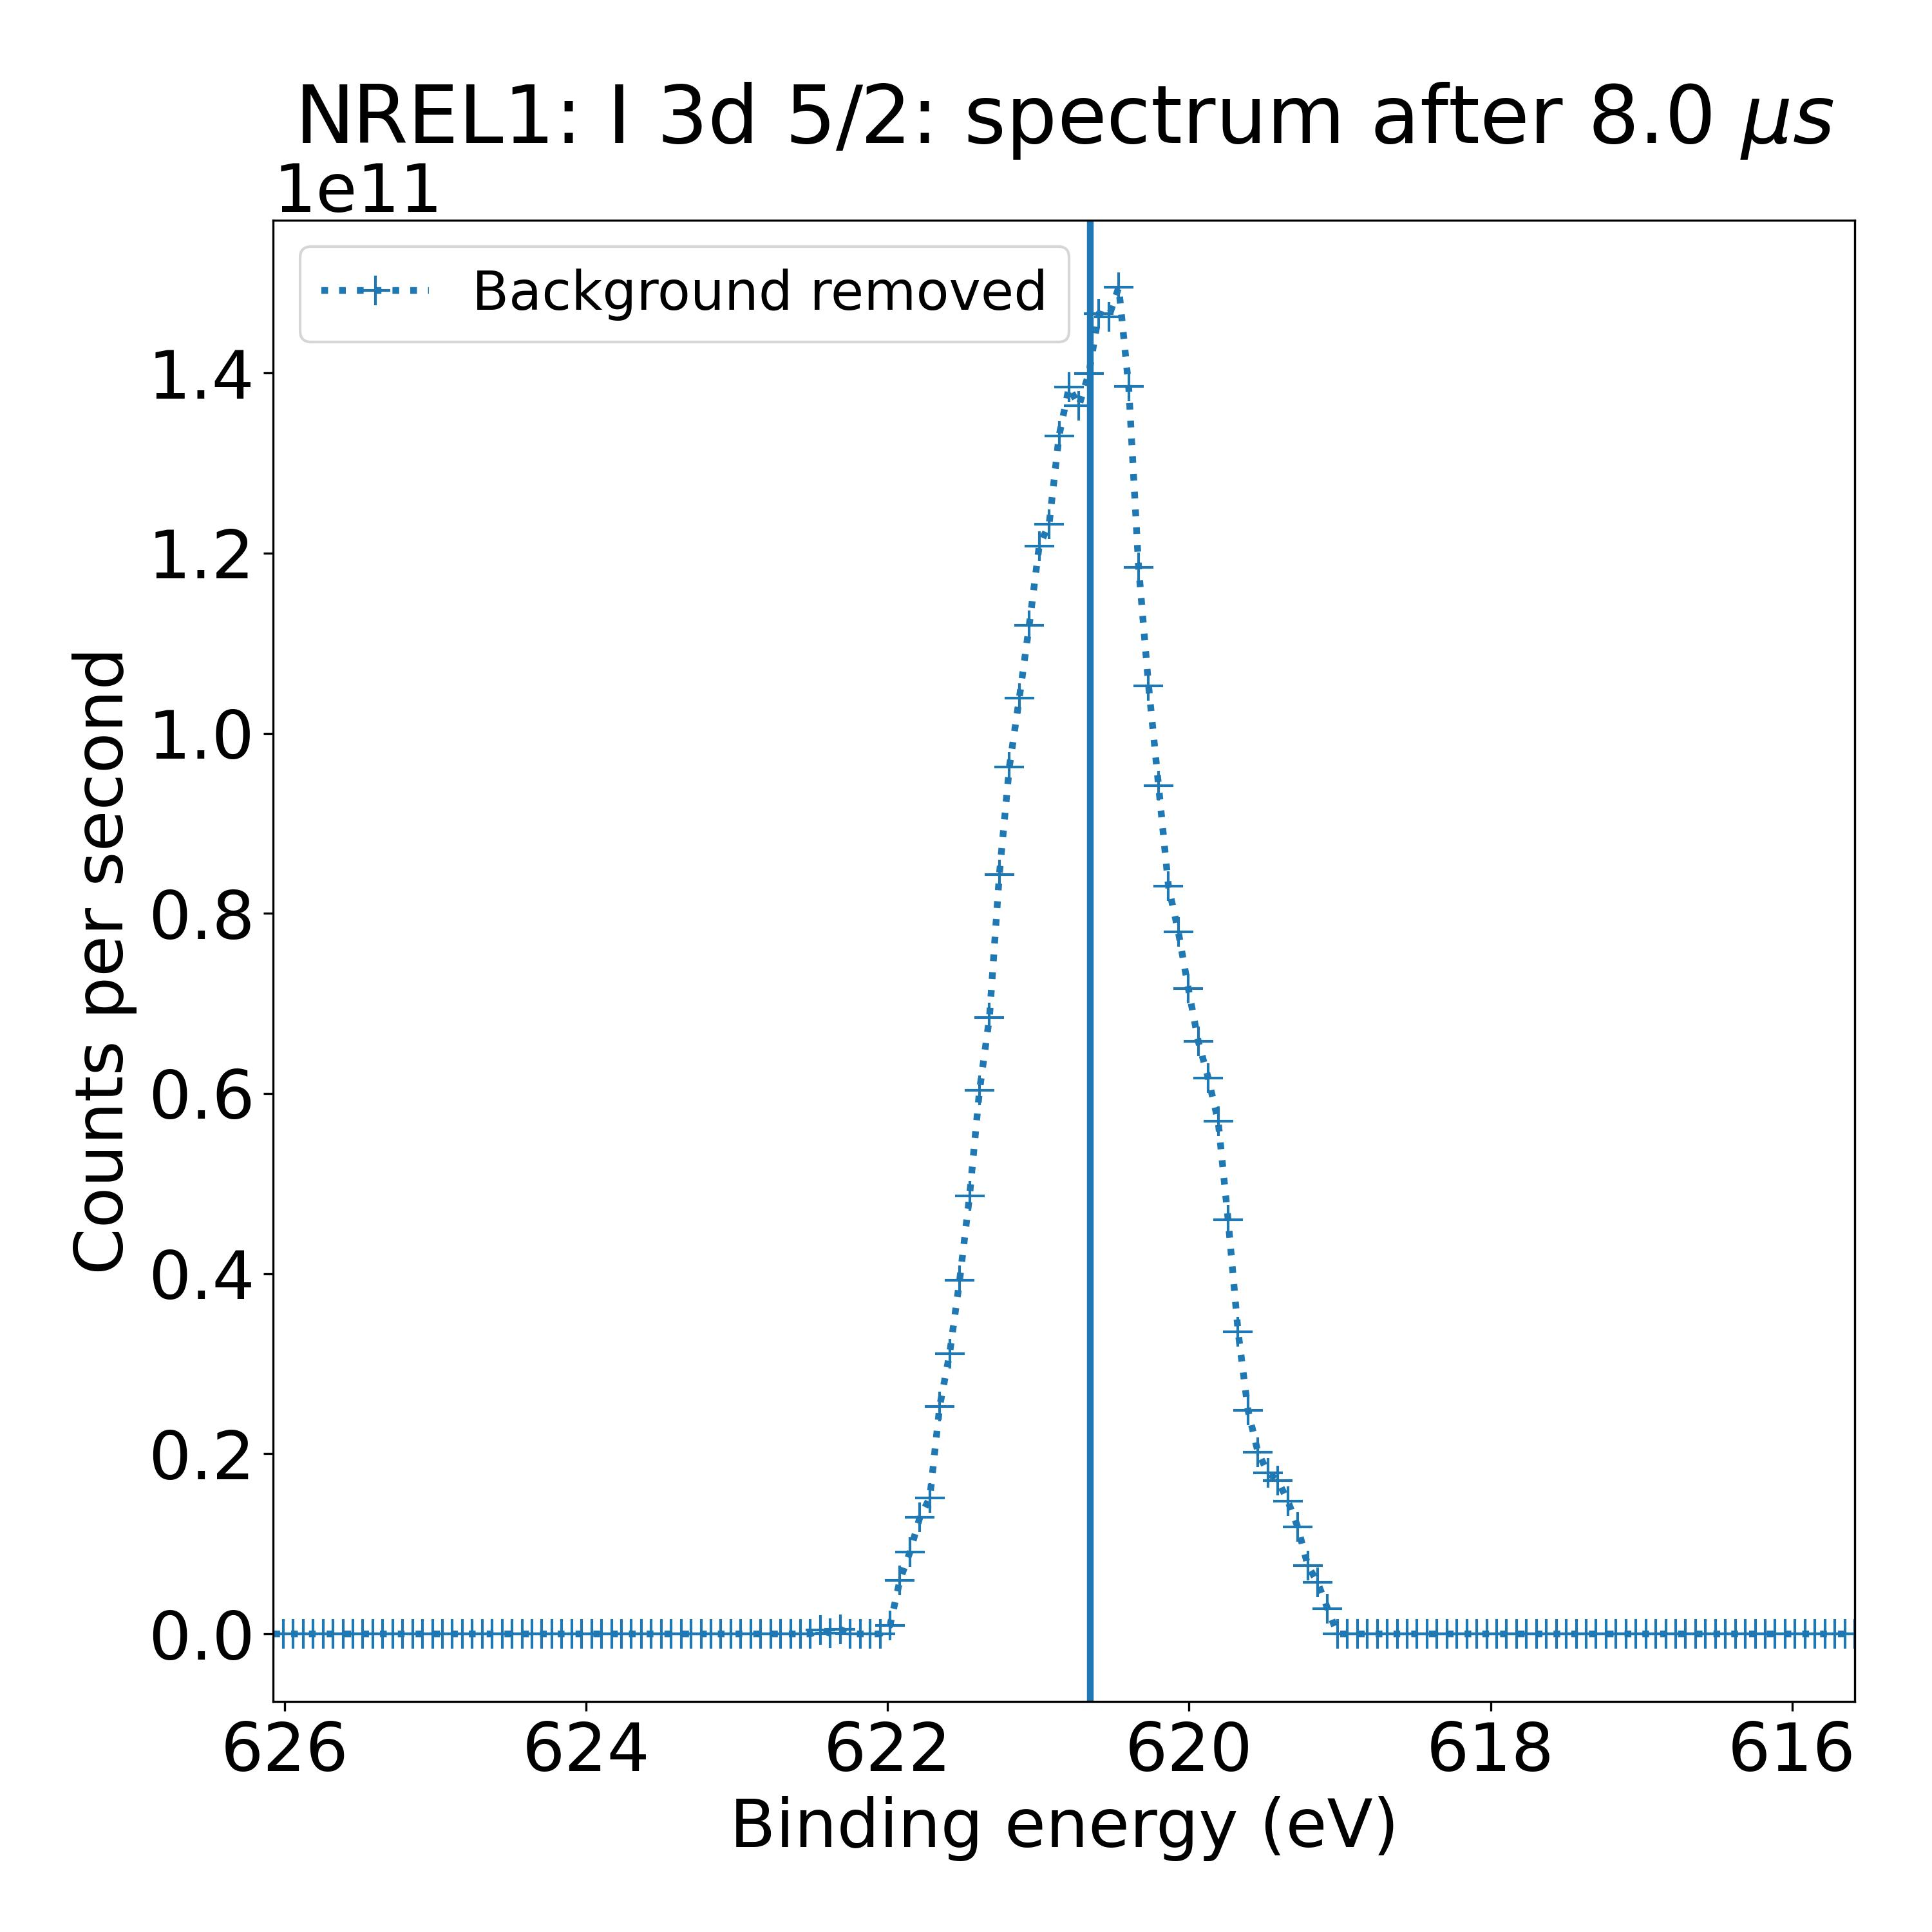 NREL1: I 3d 5/2: spectrum after 8.0 μs
1e11
Background removed
1.4
1.2
1.0
0.8
0.6
0.4
0.2
0.0
Counts per second
626 624 622 620 618 616
Binding energy (eV)